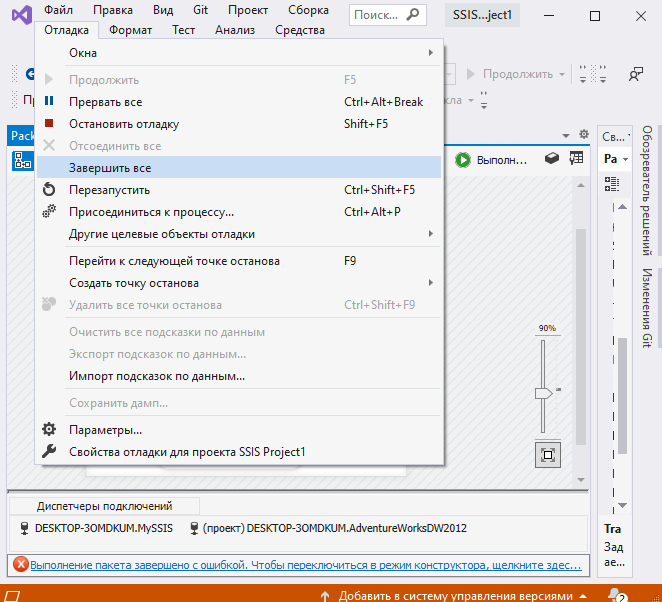 Файл Правка Вид Git Проект Сборка Поиск... SSIS...ject1
Отладка Формат Тест Анализ Средства
Окна
Продолжить F5
Прервать все Ctrl+Alt+Break
Остановить отладку Shift+F5
Отсоединить все
Завершить все
Перезапустить Ctrl+Shift+F5
Присоединиться к процессу... Ctrl+Alt+P
Другие целевые объекты отладки
Перейти к следующей точке останова F9
Создать точку останова
Удалить все точки останова Ctrl+Shift+F9
Очистить все подсказки по данным
Экспорт подсказок по данным...
Импорт подсказок по данным...
Сохранить дамп...
Параметры...
Свойства отладки для проекта SSIS Project1
Продолжить
Pack
Выполн...
90%
Св...
Pa
Обозреватель решений
Изменения Git
Tra
Зад
ае...
Диспетчеры подключений
DESKTOP-3OMDKUM.MySSIS (проект) DESKTOP-3OMDKUM.AdventureWorksDW2012
Выполнение пакета завершено с ошибкой. Чтобы переключиться в режим конструктора, щелкните здес...
Добавить в систему управления версиями 2